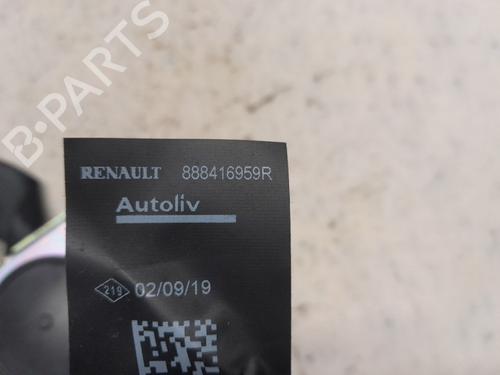 B-PARTS
RENAULT 888416959R
Autoliv
219 02/09/19